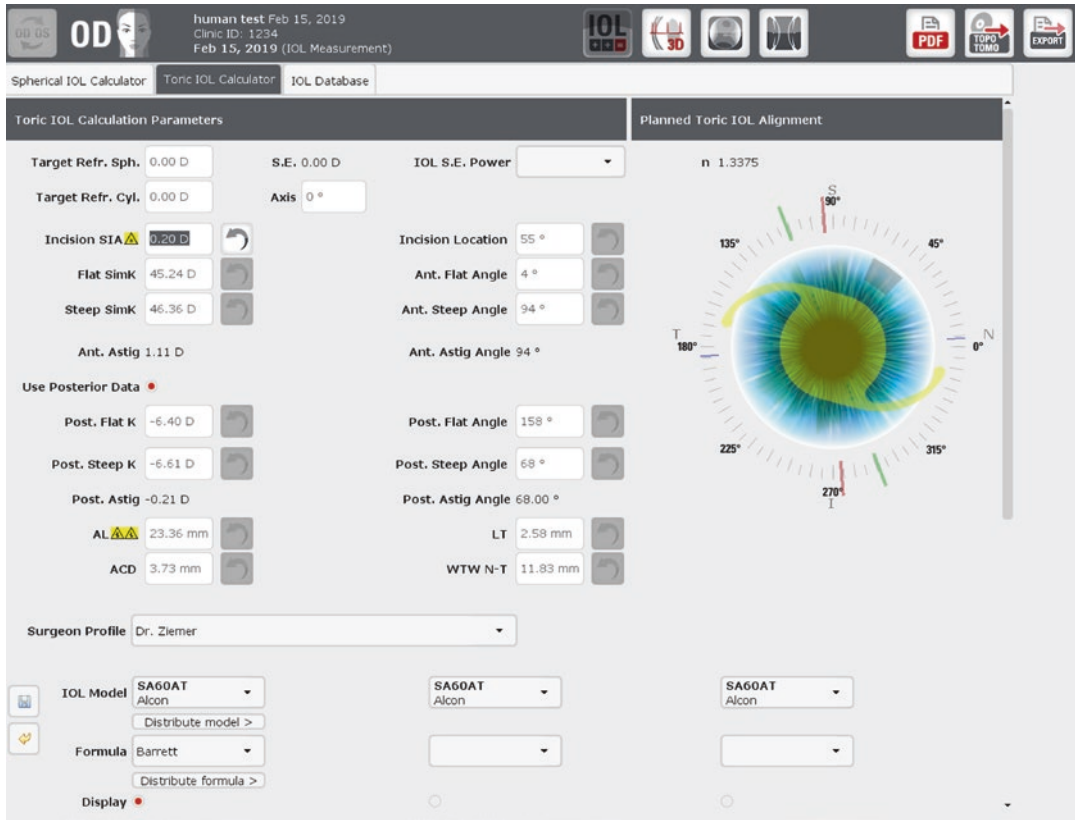 OD OS
OD
human test Feb 15, 2019
Clinic ID: 1234
Feb 15, 2019 (IOL Measurement)
IOL
3D
PDF
TOPO
TOMO
EXPORT
Spherical IOL Calculator Toric IOL Calculator IOL Database
Toric IOL Calculation Parameters
Planned Toric IOL Alignment
Target Refr. Sph. 0.00 D S.E. 0.00 D IOL S.E. Power
n 1.3375
Target Refr. Cyl. 0.00 D Axis 0 °
Incision SIA 0.20 D Incision Location 55 °
Flat SimK 45.24 D Ant. Flat Angle 4 °
Steep SimK 46.36 D Ant. Steep Angle 94 °
Ant. Astig 1.11 D Ant. Astig Angle 94 °
Use Posterior Data
Post. Flat K -6.40 D Post. Flat Angle 158 °
Post. Steep K -6.61 D Post. Steep Angle 68 °
Post. Astig -0.21 D Post. Astig Angle 68.00 °
AL 23.36 mm LT 2.58 mm
ACD 3.73 mm WTW N-T 11.83 mm
S
90°
135° 45°
T N
180° 0°
225° 315°
270°
I
Surgeon Profile Dr. Ziemer
IOL Model SA60AT SA60AT SA60AT
Alcon Alcon Alcon
Distribute model >
Formula Barrett
Distribute formula >
Display